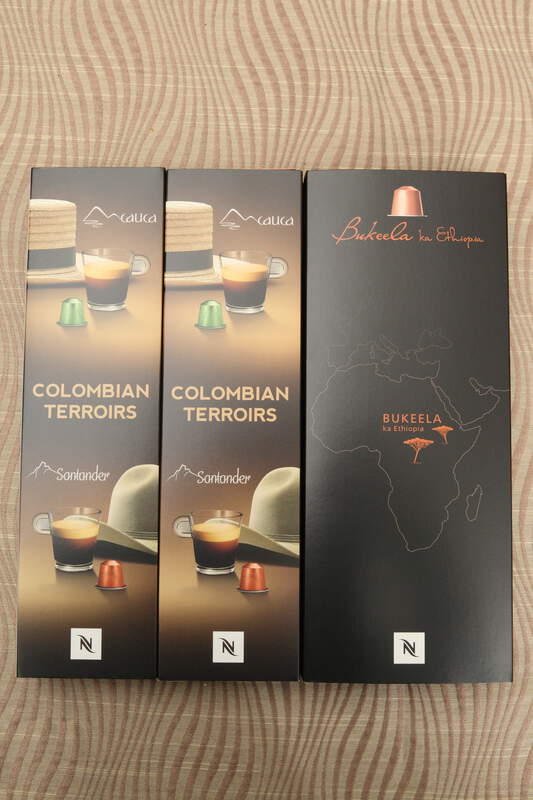 cauca
COLOMBIAN
TERROIRS
Santander
N
cauca
COLOMBIAN
TERROIRS
Santander
N
Bukeela ka Ethiopia
BUKEELA
ka Ethiopia
N